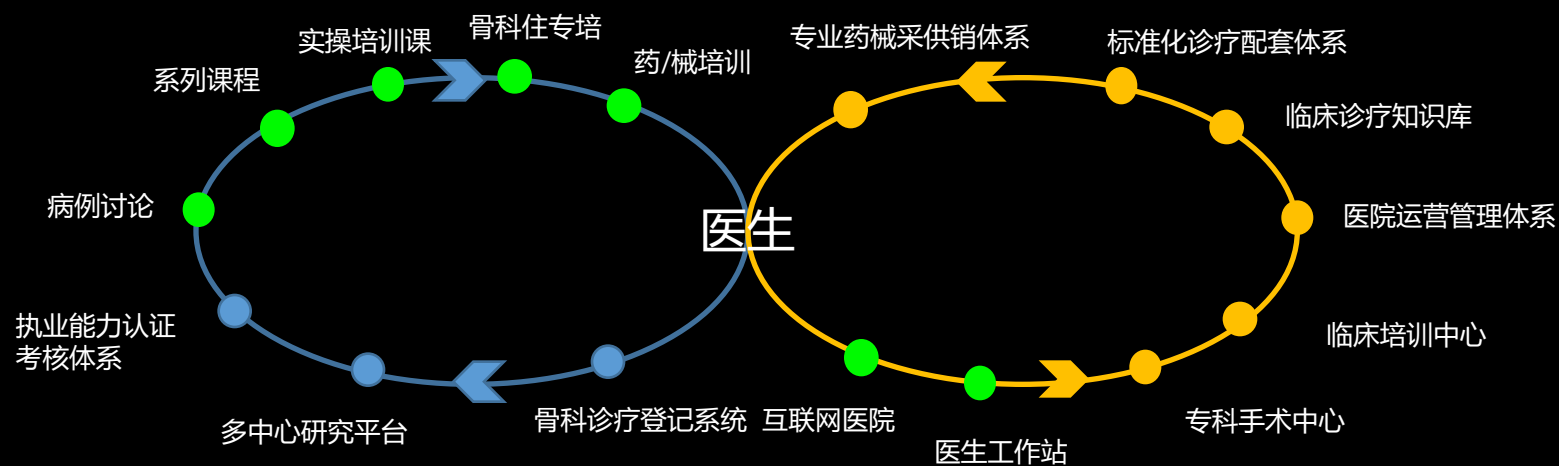 骨科住专培
专业药械采供销体系
实操培训课
标准化诊疗配套体系
药/械培训
系列课程
临床诊疗知识库
病例讨论
医生
医院运营管理体系
执业能力认证
考核体系
临床培训中心
多中心研究平台
骨科诊疗登记系统
互联网医院
专科手术中心
医生工作站